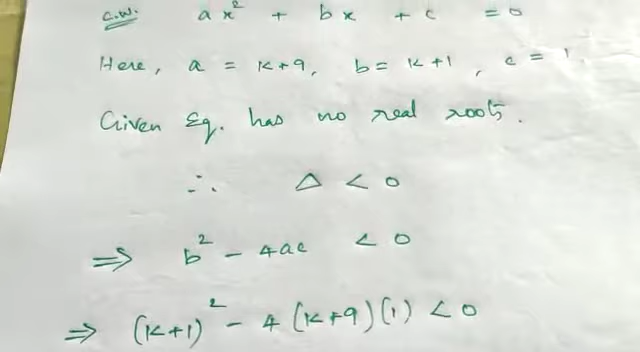 C.W. ax² + bx + c = 0
Here, a = k+9, b = k+1, c = 1.
Given Eq. has no real roots.
∴ △ < 0
⇒ b² - 4ac < 0
⇒ (k+1)² - 4(k+9)(1) < 0